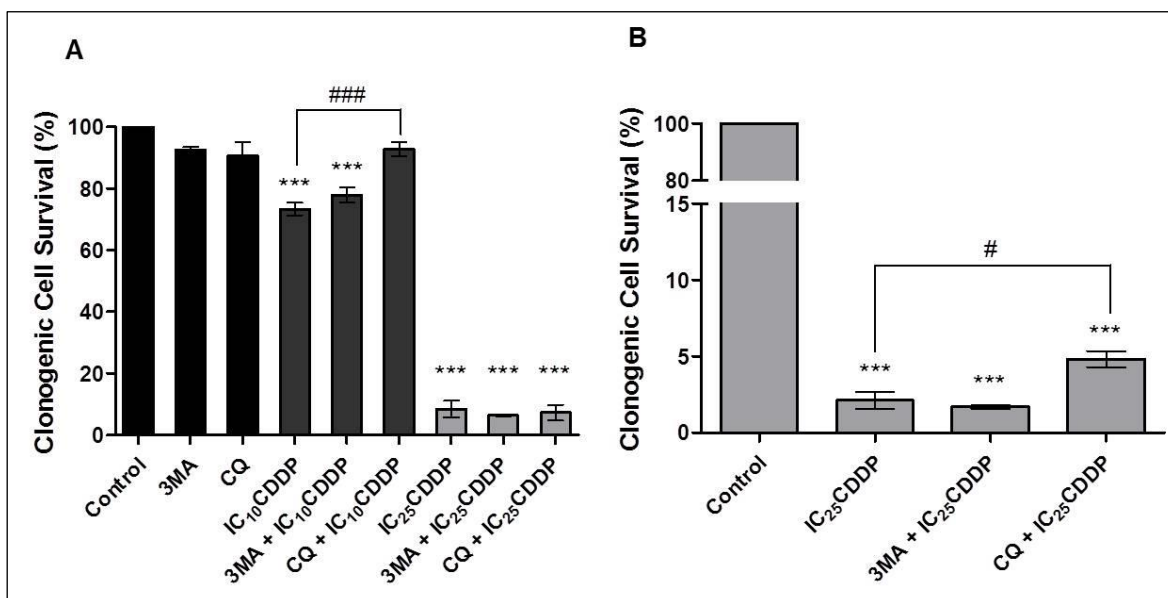 A
Clonogenic Cell Survival (%)
100
80
60
40
20
0
###
***
***
***
***
***
Control
3MA
CQ
IC₁₀CDDP
3MA + IC₁₀CDDP
CQ + IC₁₀CDDP
IC₂₅CDDP
3MA + IC₂₅CDDP
CQ + IC₂₅CDDP
B
Clonogenic Cell Survival (%)
100
80
15
10
5
0
#
***
***
***
Control
IC₂₅CDDP
3MA + IC₂₅CDDP
CQ + IC₂₅CDDP